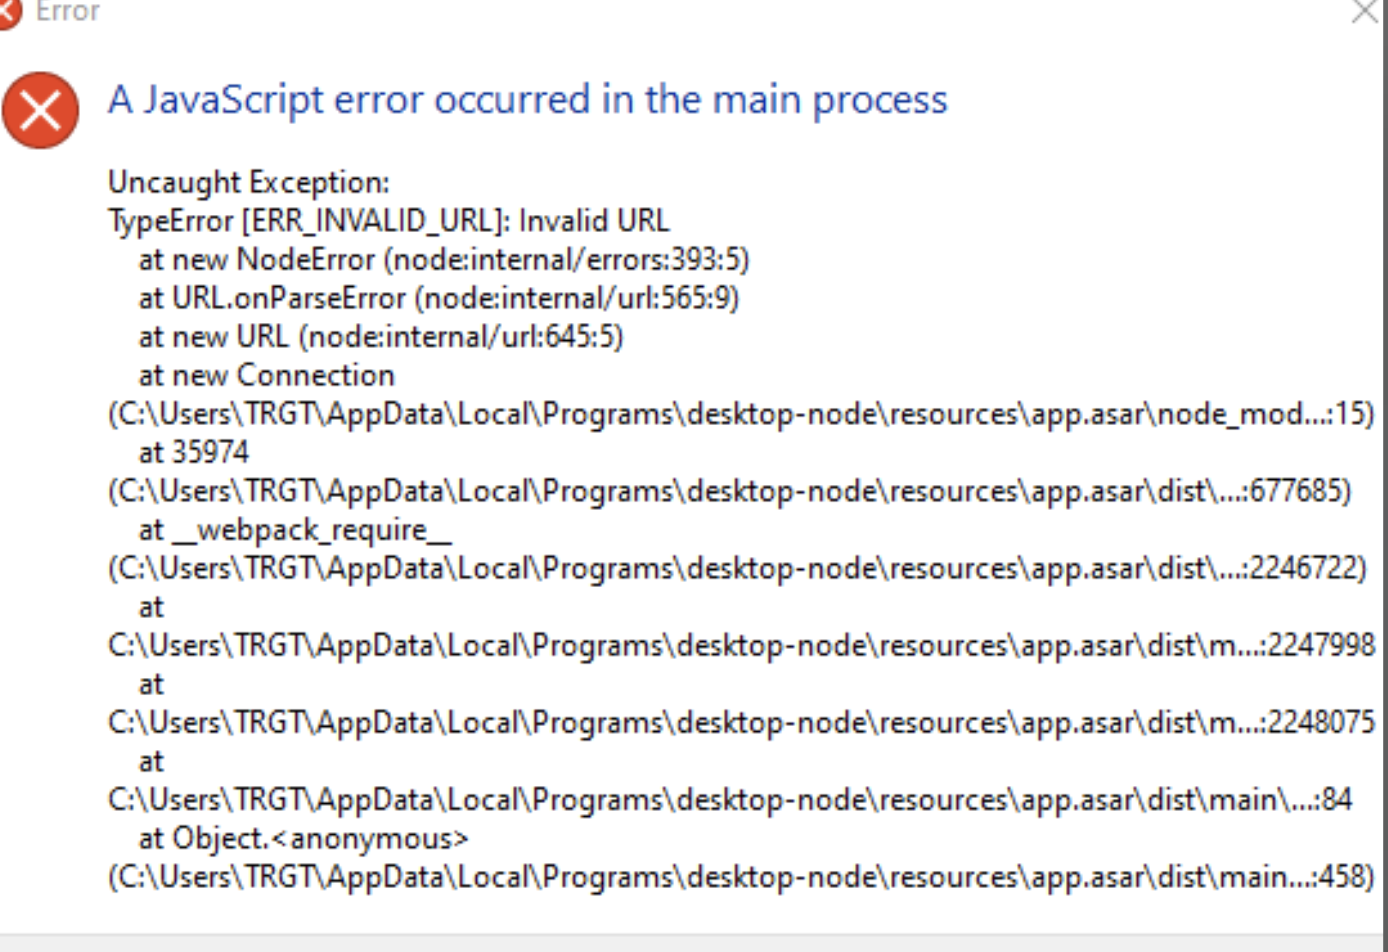 Error
A JavaScript error occurred in the main process
Uncaught Exception:
TypeError [ERR_INVALID_URL]: Invalid URL
at new NodeError (node:internal/errors:393:5)
at URL.onParseError (node:internal/url:565:9)
at new URL (node:internal/url:645:5)
at new Connection
(C:\Users\TRGT\AppData\Local\Programs\desktop-node\resources\app.asar\node_mod...:15)
at 35974
(C:\Users\TRGT\AppData\Local\Programs\desktop-node\resources\app.asar\dist\...:677685)
at __webpack_require__
(C:\Users\TRGT\AppData\Local\Programs\desktop-node\resources\app.asar\dist\...:2246722)
at
C:\Users\TRGT\AppData\Local\Programs\desktop-node\resources\app.asar\dist\m...:2247998
at
C:\Users\TRGT\AppData\Local\Programs\desktop-node\resources\app.asar\dist\m...:2248075
at
C:\Users\TRGT\AppData\Local\Programs\desktop-node\resources\app.asar\dist\main\...:84
at Object.<anonymous>
(C:\Users\TRGT\AppData\Local\Programs\desktop-node\resources\app.asar\dist\main...:458)